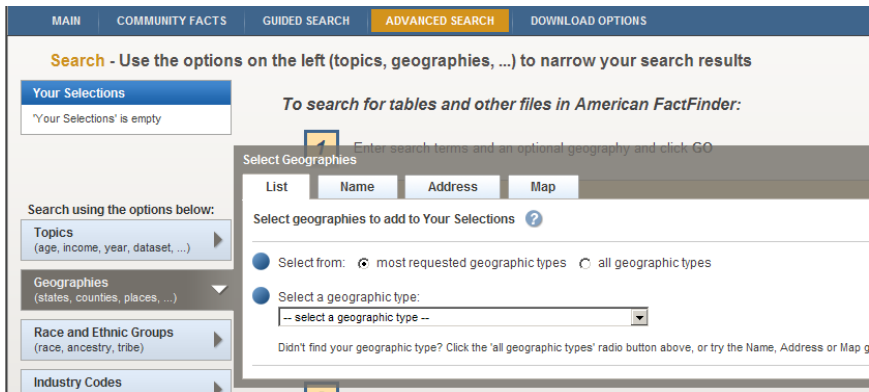 MAIN COMMUNITY FACTS GUIDED SEARCH ADVANCED SEARCH DOWNLOAD OPTIONS
Search - Use the options on the left (topics, geographies, ...) to narrow your search results
Your Selections
'Your Selections' is empty
To search for tables and other files in American FactFinder:
1 Enter search terms and an optional geography and click GO
Select Geographies
List Name Address Map
Select geographies to add to Your Selections ?
Select from: most requested geographic types all geographic types
Select a geographic type:
-- select a geographic type --
Didn't find your geographic type? Click the 'all geographic types' radio button above, or try the Name, Address or Map g
Search using the options below:
Topics
(age, income, year, dataset, ...)
Geographies
(states, counties, places, ...)
Race and Ethnic Groups
(race, ancestry, tribe)
Industry Codes